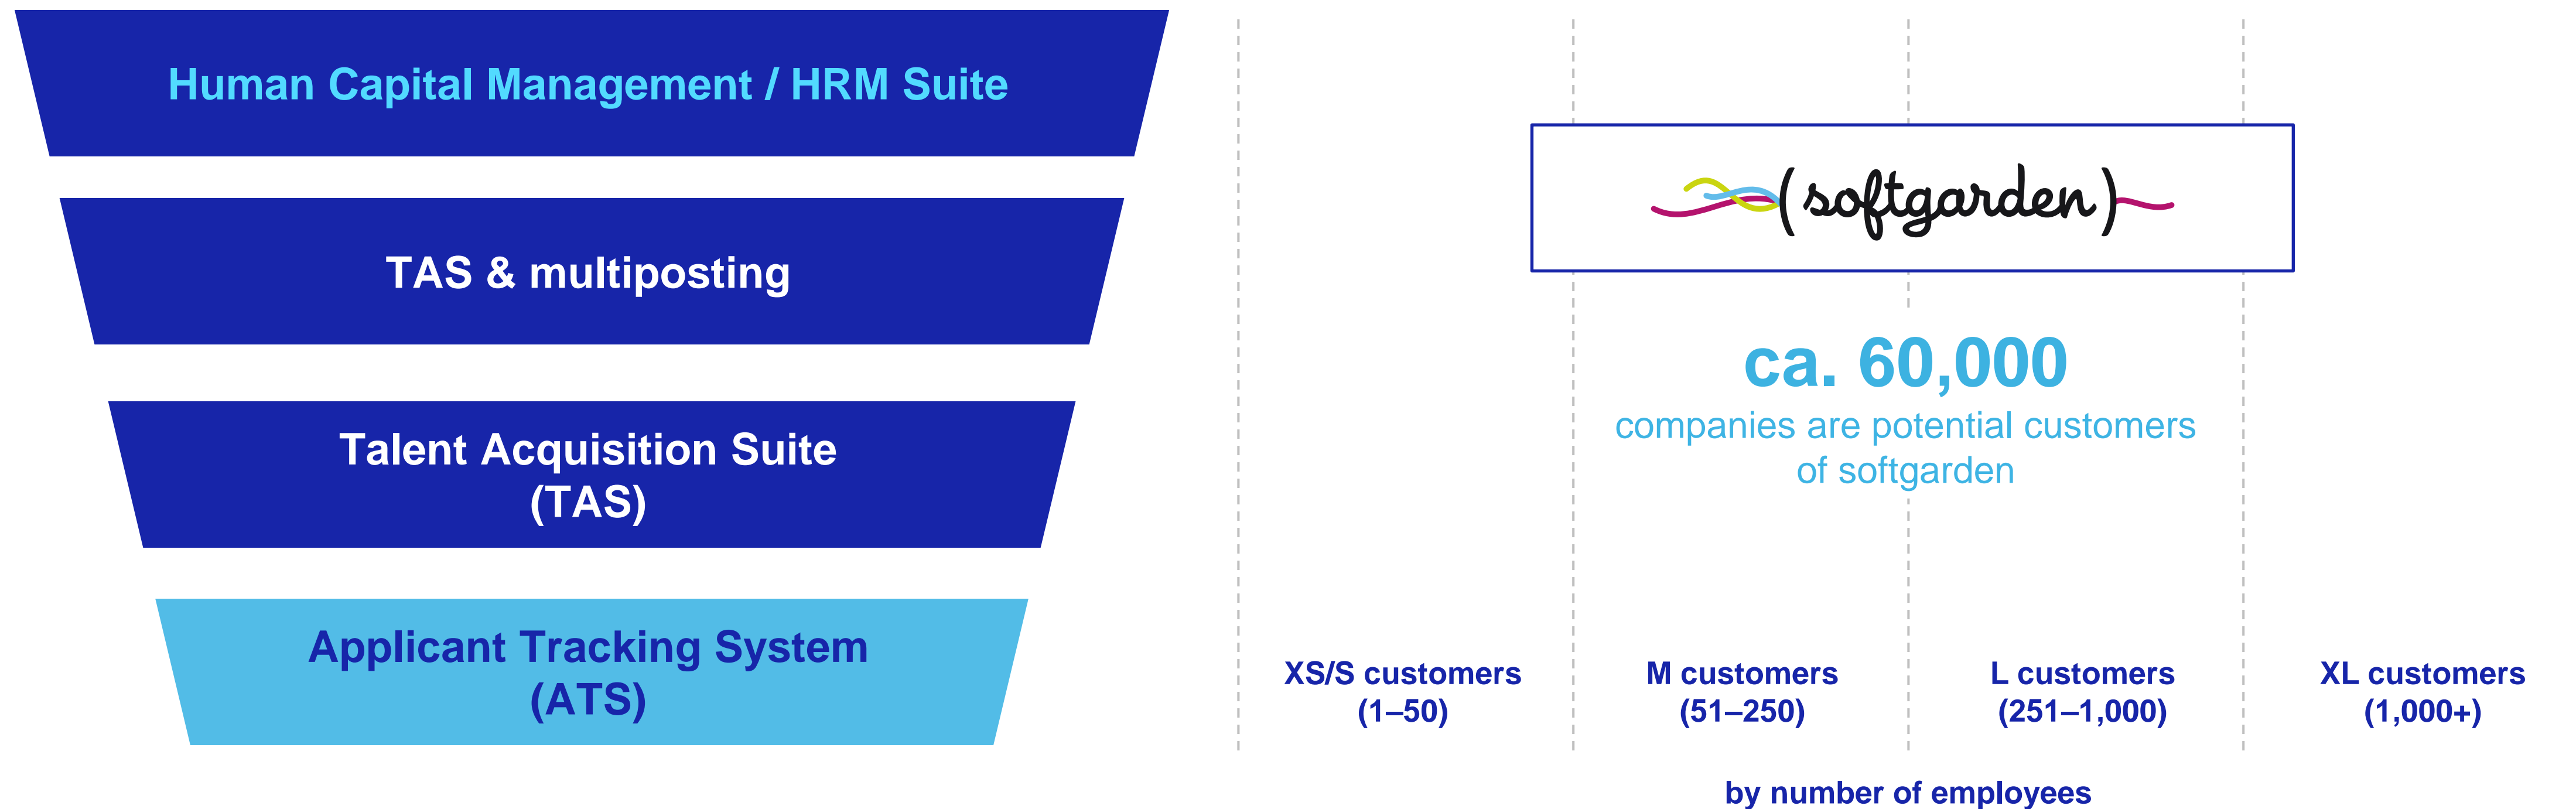 Human Capital Management / HRM Suite
TAS & multiposting
Talent Acquisition Suite
(TAS)
Applicant Tracking System
(ATS)
(softgarden)
ca. 60,000
companies are potential customers
of softgarden
XS/S customers
(1–50)
M customers
(51–250)
L customers
(251–1,000)
XL customers
(1,000+)
by number of employees